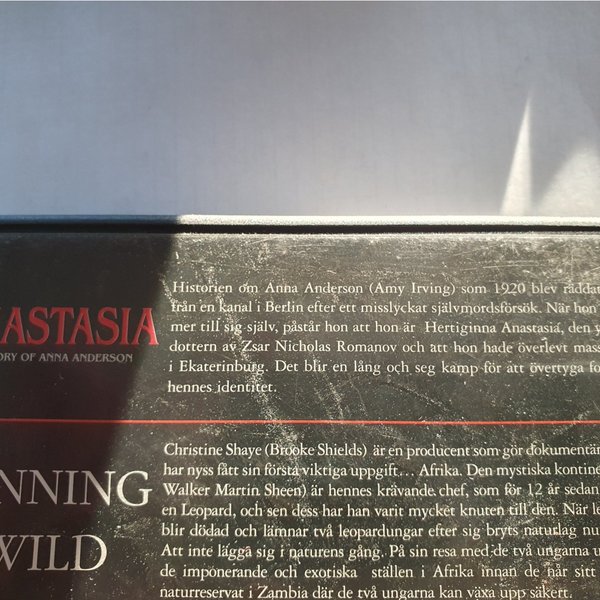 ASTASIA
ORY OF ANNA ANDERSON
Historien om Anna Anderson (Amy Irving) som 1920 blev räddat
från en kanal i Berlin efter ett misslyckat självmordsförsök. När hon
mer till sig själv, påstår hon att hon är Hertiginna Anastasia, den y
dottern av Zsar Nicholas Romanov och att hon hade överlevt mass
i Ekaterinburg. Det blir en lång och seg kamp för att övertyga fo
hennes identitet.
NNING
WILD
Christine Shaye (Brooke Shields) är en producent som gör dokumentär
har nyss fått sin första viktiga uppgift... Afrika. Den mystiska kontine
Walker Martin Sheen) är hennes krävande chef, som för 12 år sedan
en Leopard, och sen dess har han varit mycket knuten till den. När le
blir dödad och lämnar två leopardungar efter sig bryts naturlag nu
Att inte lägga sig i naturens gång. På sin resa med de två ungarna u
de imponerande och exotiska ställen i Afrika innan de når sitt
naturreservat i Zambia där de två ungarna kan växa upp säkert.